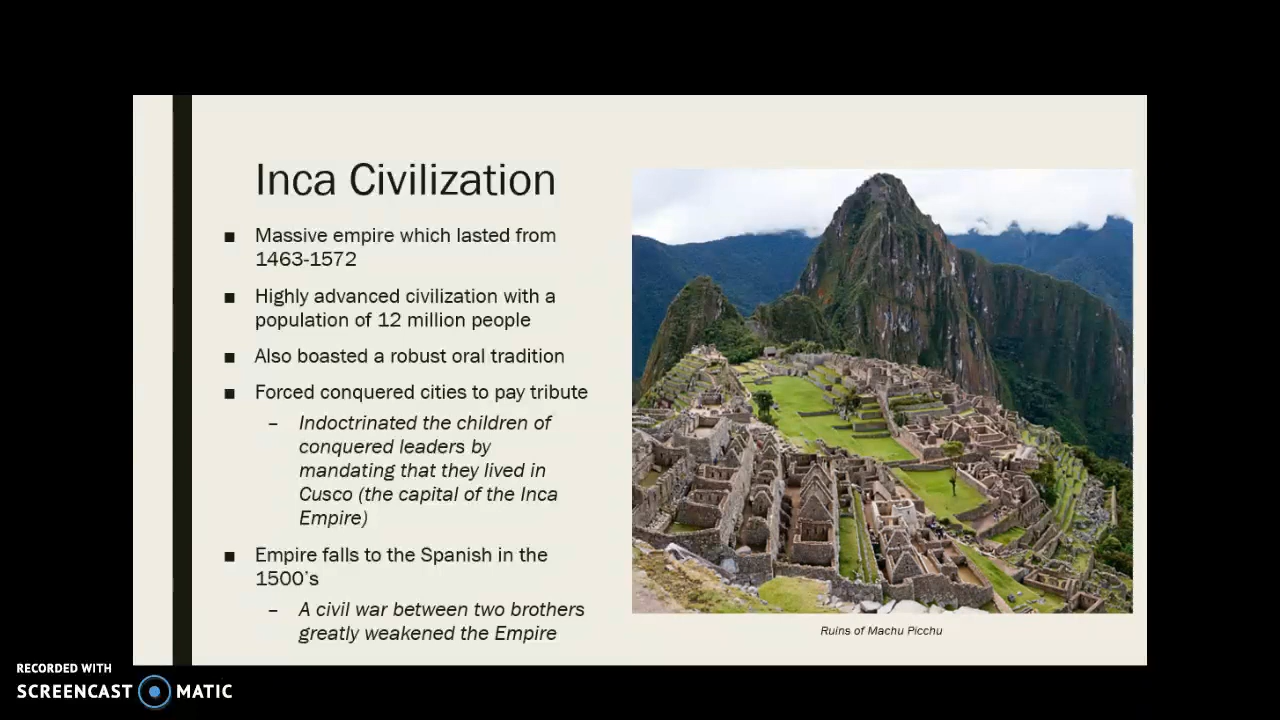 Inca Civilization
■ Massive empire which lasted from
1463-1572
■ Highly advanced civilization with a
population of 12 million people
■ Also boasted a robust oral tradition
■ Forced conquered cities to pay tribute
– Indoctrinated the children of
conquered leaders by
mandating that they lived in
Cusco (the capital of the Inca
Empire)
■ Empire falls to the Spanish in the
1500's
– A civil war between two brothers
greatly weakened the Empire
Ruins of Machu Picchu
RECORDED WITH
SCREENCAST MATIC